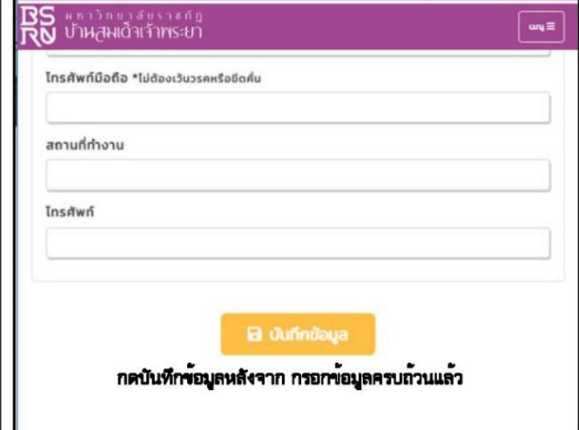 BS
RU
มหาวิทยาลัยราชภัฏ
บ้านสมเด็จเจ้าพระยา
เมนู ☰
โทรศัพท์มือถือ *ไม่ต้องเว้นวรคหรือขีดคั่น
สถานที่ทำงาน
โทรศัพท์
บันทึกข้อมูล
กดบันทึกข้อมูลหลังจาก กรอกข้อมูลครบถ้วนแล้ว